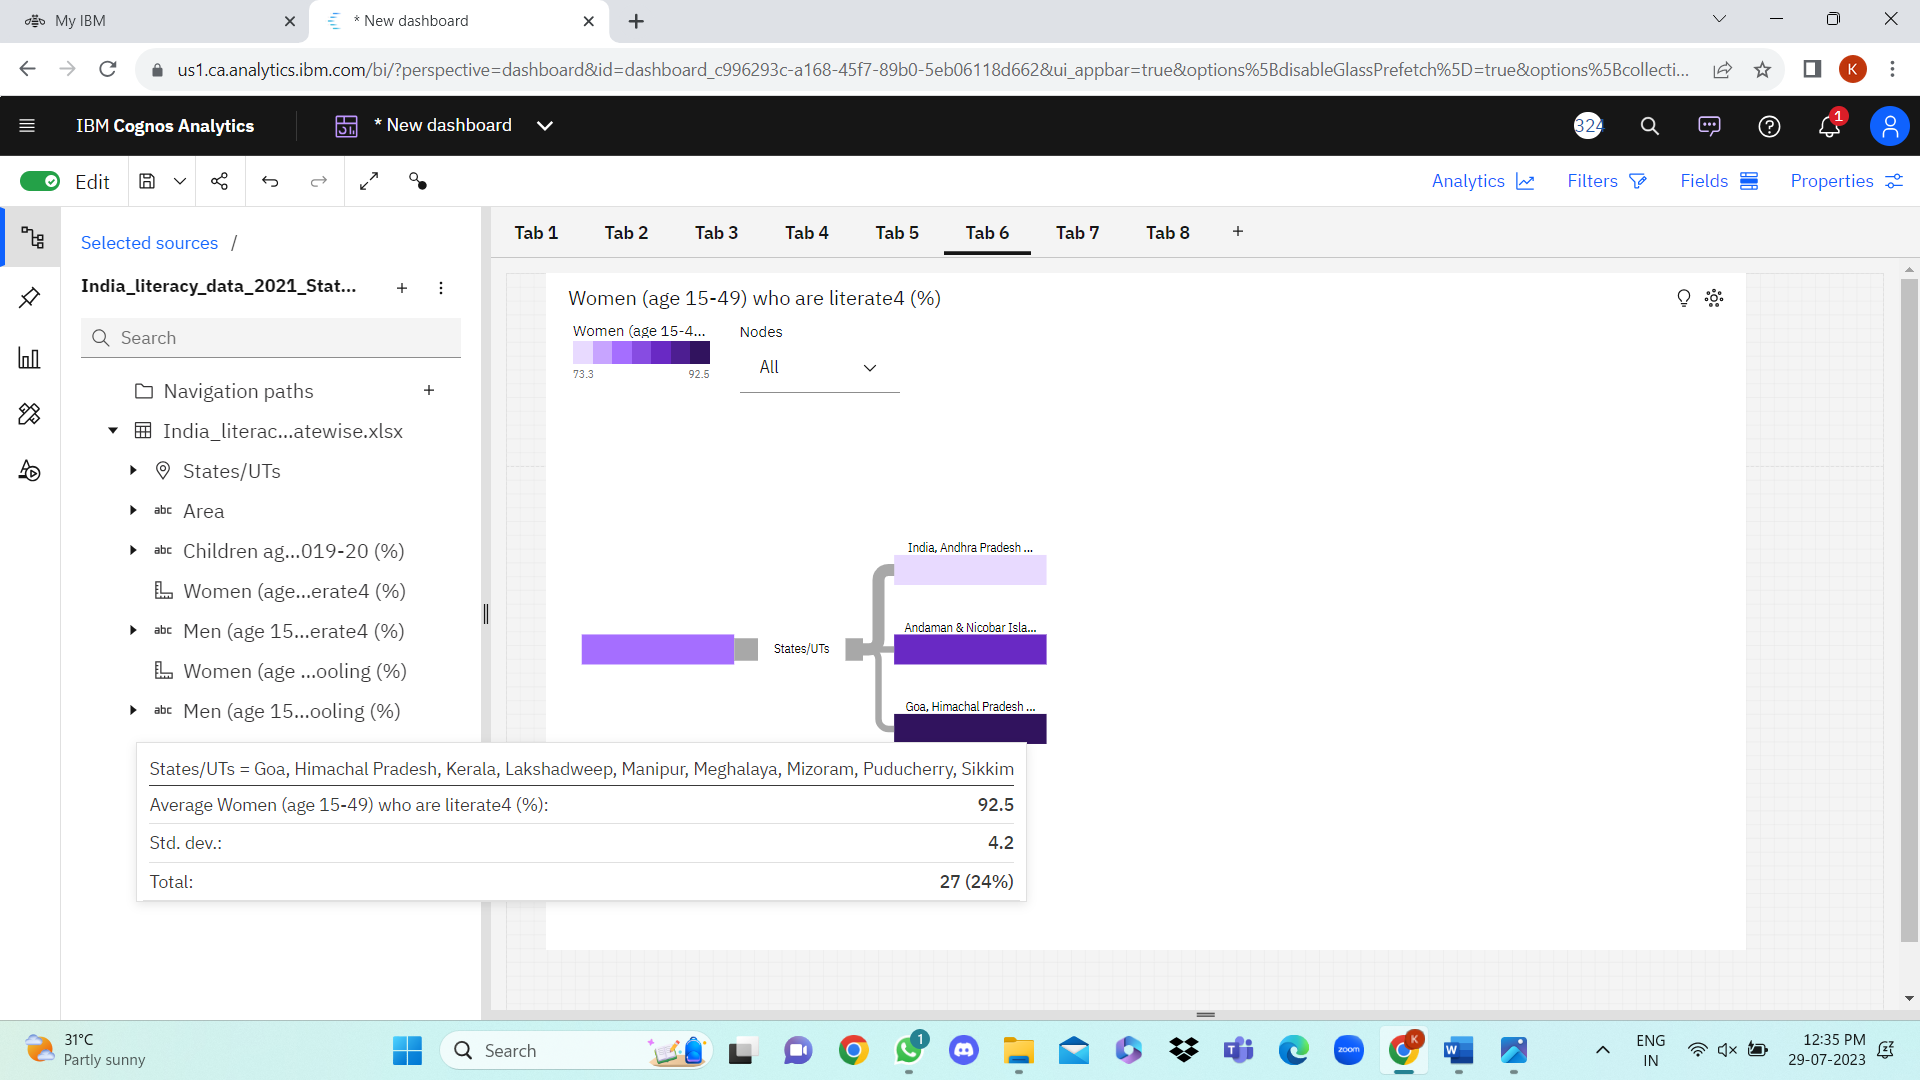 My IBM
* New dashboard
us1.ca.analytics.ibm.com/bi/?perspective=dashboard&id=dashboard_c996293c-a168-45f7-89b0-5eb06118d662&ui_appbar=true&options%5BdisableGlassPrefetch%5D=true&options%5Bcollecti...
K
IBM Cognos Analytics
* New dashboard
324
1
Edit
Analytics
Filters
Fields
Properties
Selected sources /
Tab 1
Tab 2
Tab 3
Tab 4
Tab 5
Tab 6
Tab 7
Tab 8
India_literacy_data_2021_Stat...
Search
Navigation paths
India_literac...atewise.xlsx
States/UTs
abc Area
abc Children ag...019-20 (%)
Women (age...erate4 (%)
abc Men (age 15...erate4 (%)
Women (age ...ooling (%)
abc Men (age 15...ooling (%)
Women (age 15-49) who are literate4 (%)
Women (age 15-4...
73.3 92.5
Nodes
All
India, Andhra Pradesh ...
Andaman & Nicobar Isla...
States/UTs
Goa, Himachal Pradesh ...
States/UTs = Goa, Himachal Pradesh, Kerala, Lakshadweep, Manipur, Meghalaya, Mizoram, Puducherry, Sikkim
Average Women (age 15-49) who are literate4 (%): 92.5
Std. dev.: 4.2
Total: 27 (24%)
31°C
Partly sunny
Search
1
zoom
K
W
ENG
IN
12:35 PM
29-07-2023